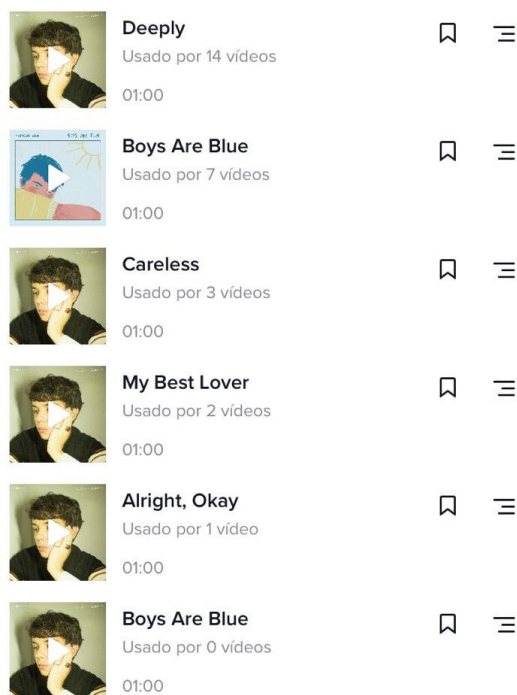 Deeply
Usado por 14 vídeos
01:00
Boys Are Blue
Usado por 7 vídeos
01:00
Careless
Usado por 3 vídeos
01:00
My Best Lover
Usado por 2 vídeos
01:00
Alright, Okay
Usado por 1 vídeo
01:00
Boys Are Blue
Usado por 0 vídeos
01:00